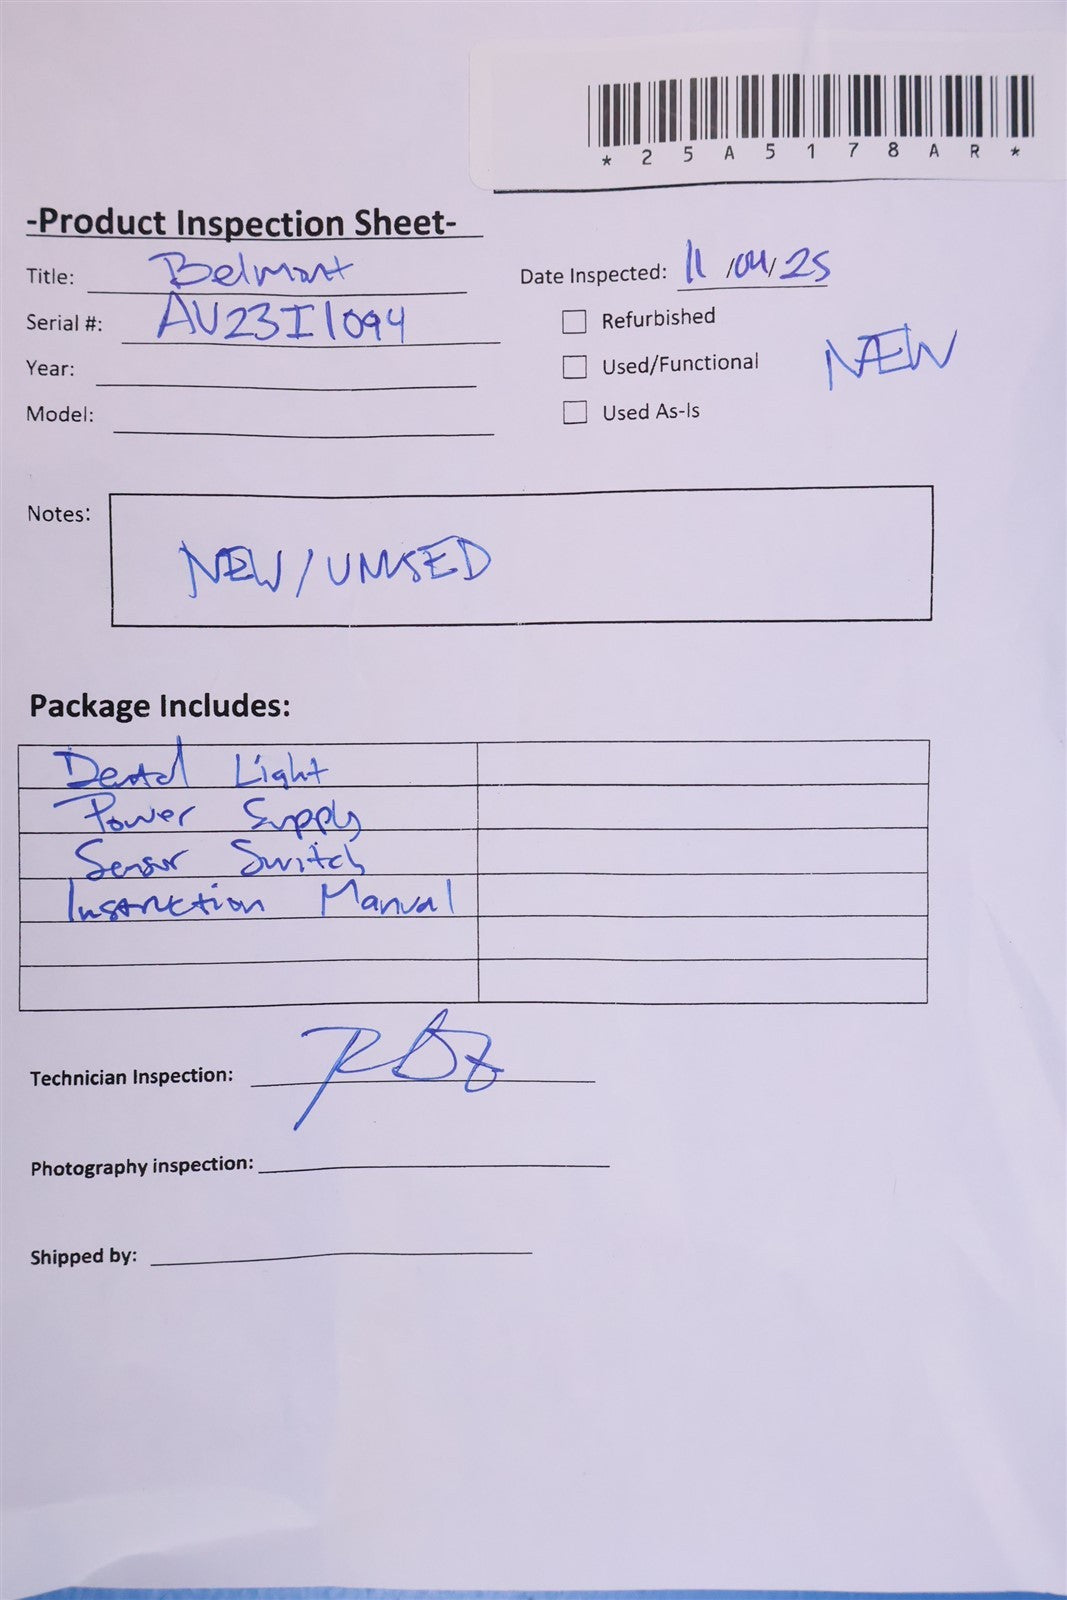 * 2 5 A 5 1 7 8 A R *
-Product Inspection Sheet-
Title: Belmont
Date Inspected: 11/04/25
Serial #: AV23I1094
Refurbished
Year:
Used/Functional NEW
Model:
Used As-Is
Notes:
NEW/UNUSED
Package Includes:
Dental Light
Power Supply
Sensor Switch
Instruction Manual
Technician Inspection:
Photography inspection:
Shipped by: